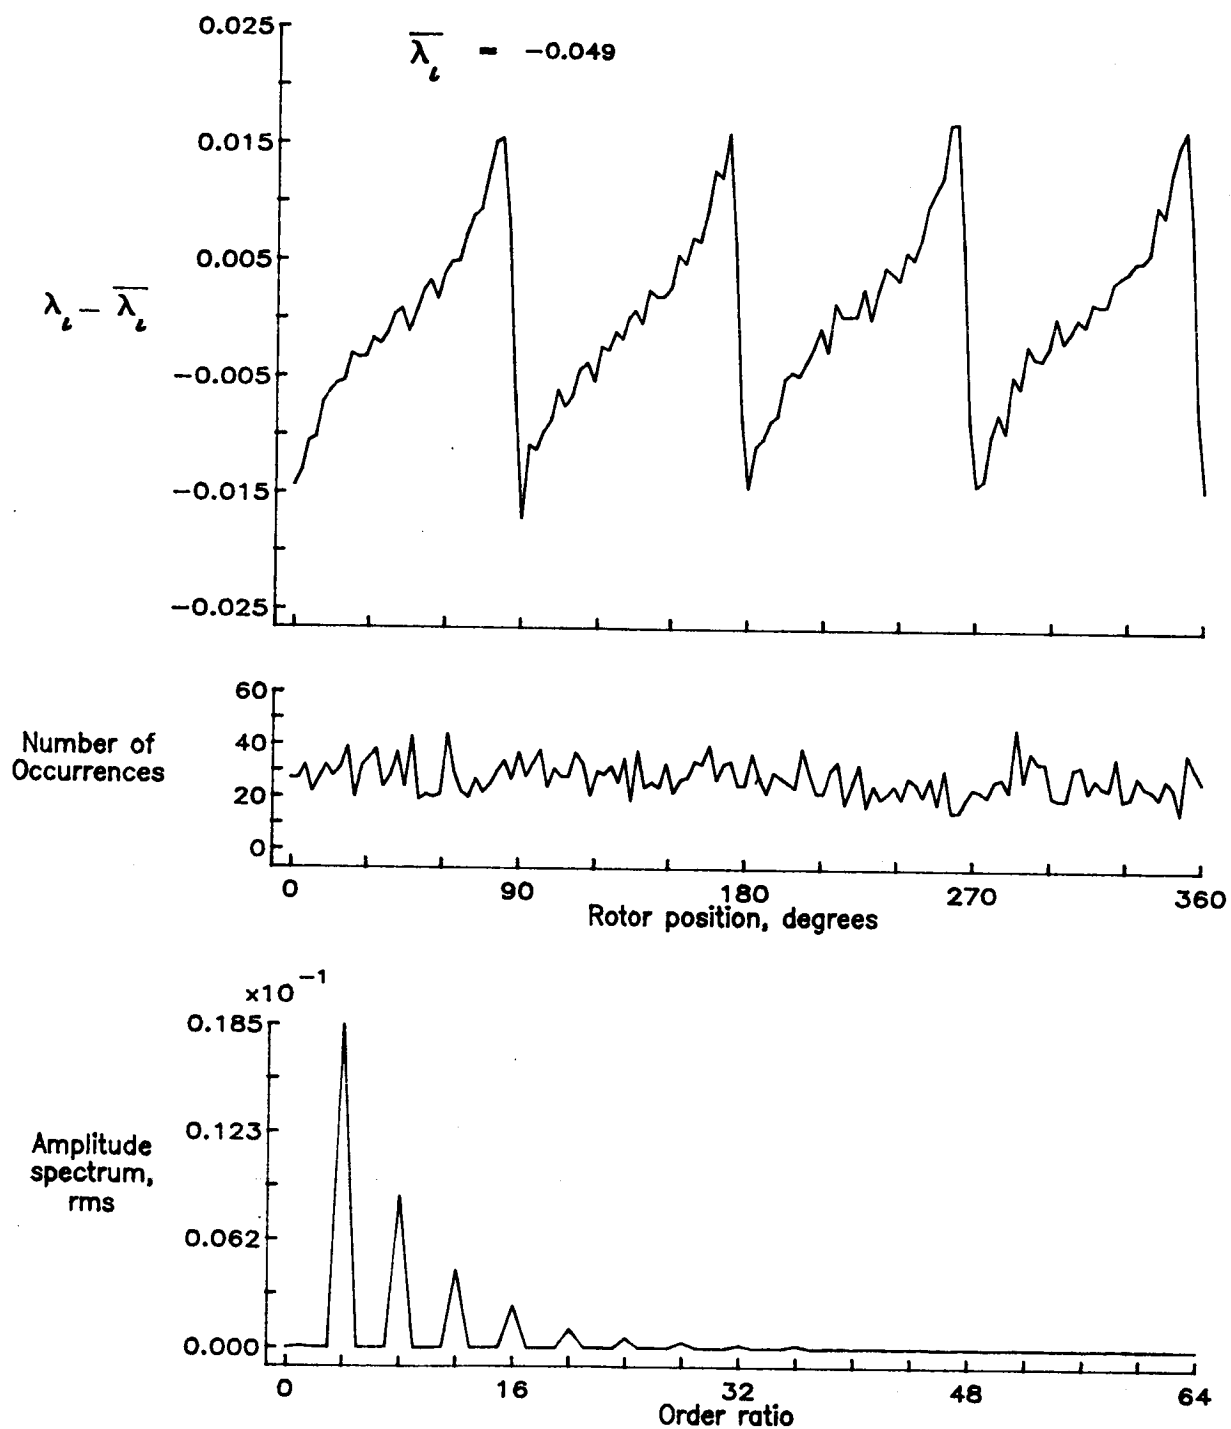 0.025
λ̅ι = -0.049
0.015
0.005
λι - λ̅ι
-0.005
-0.015
-0.025
60
Number of
Occurrences
40
20
0
0 90 180 270 360
Rotor position, degrees
×10⁻¹
0.185
0.123
Amplitude
spectrum,
rms
0.062
0.000
0 16 32 48 64
Order ratio